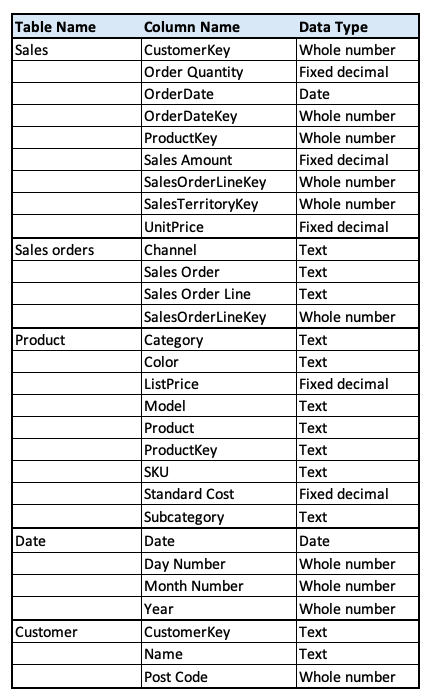 Table Name Column Name Data Type
Sales CustomerKey Whole number
Order Quantity Fixed decimal
OrderDate Date
OrderDateKey Whole number
ProductKey Whole number
Sales Amount Fixed decimal
SalesOrderLineKey Whole number
SalesTerritoryKey Whole number
UnitPrice Fixed decimal
Sales orders Channel Text
Sales Order Text
Sales Order Line Text
SalesOrderLineKey Whole number
Product Category Text
Color Text
ListPrice Fixed decimal
Model Text
Product Text
ProductKey Text
SKU Text
Standard Cost Fixed decimal
Subcategory Text
Date Date Date
Day Number Whole number
Month Number Whole number
Year Whole number
Customer CustomerKey Text
Name Text
Post Code Whole number